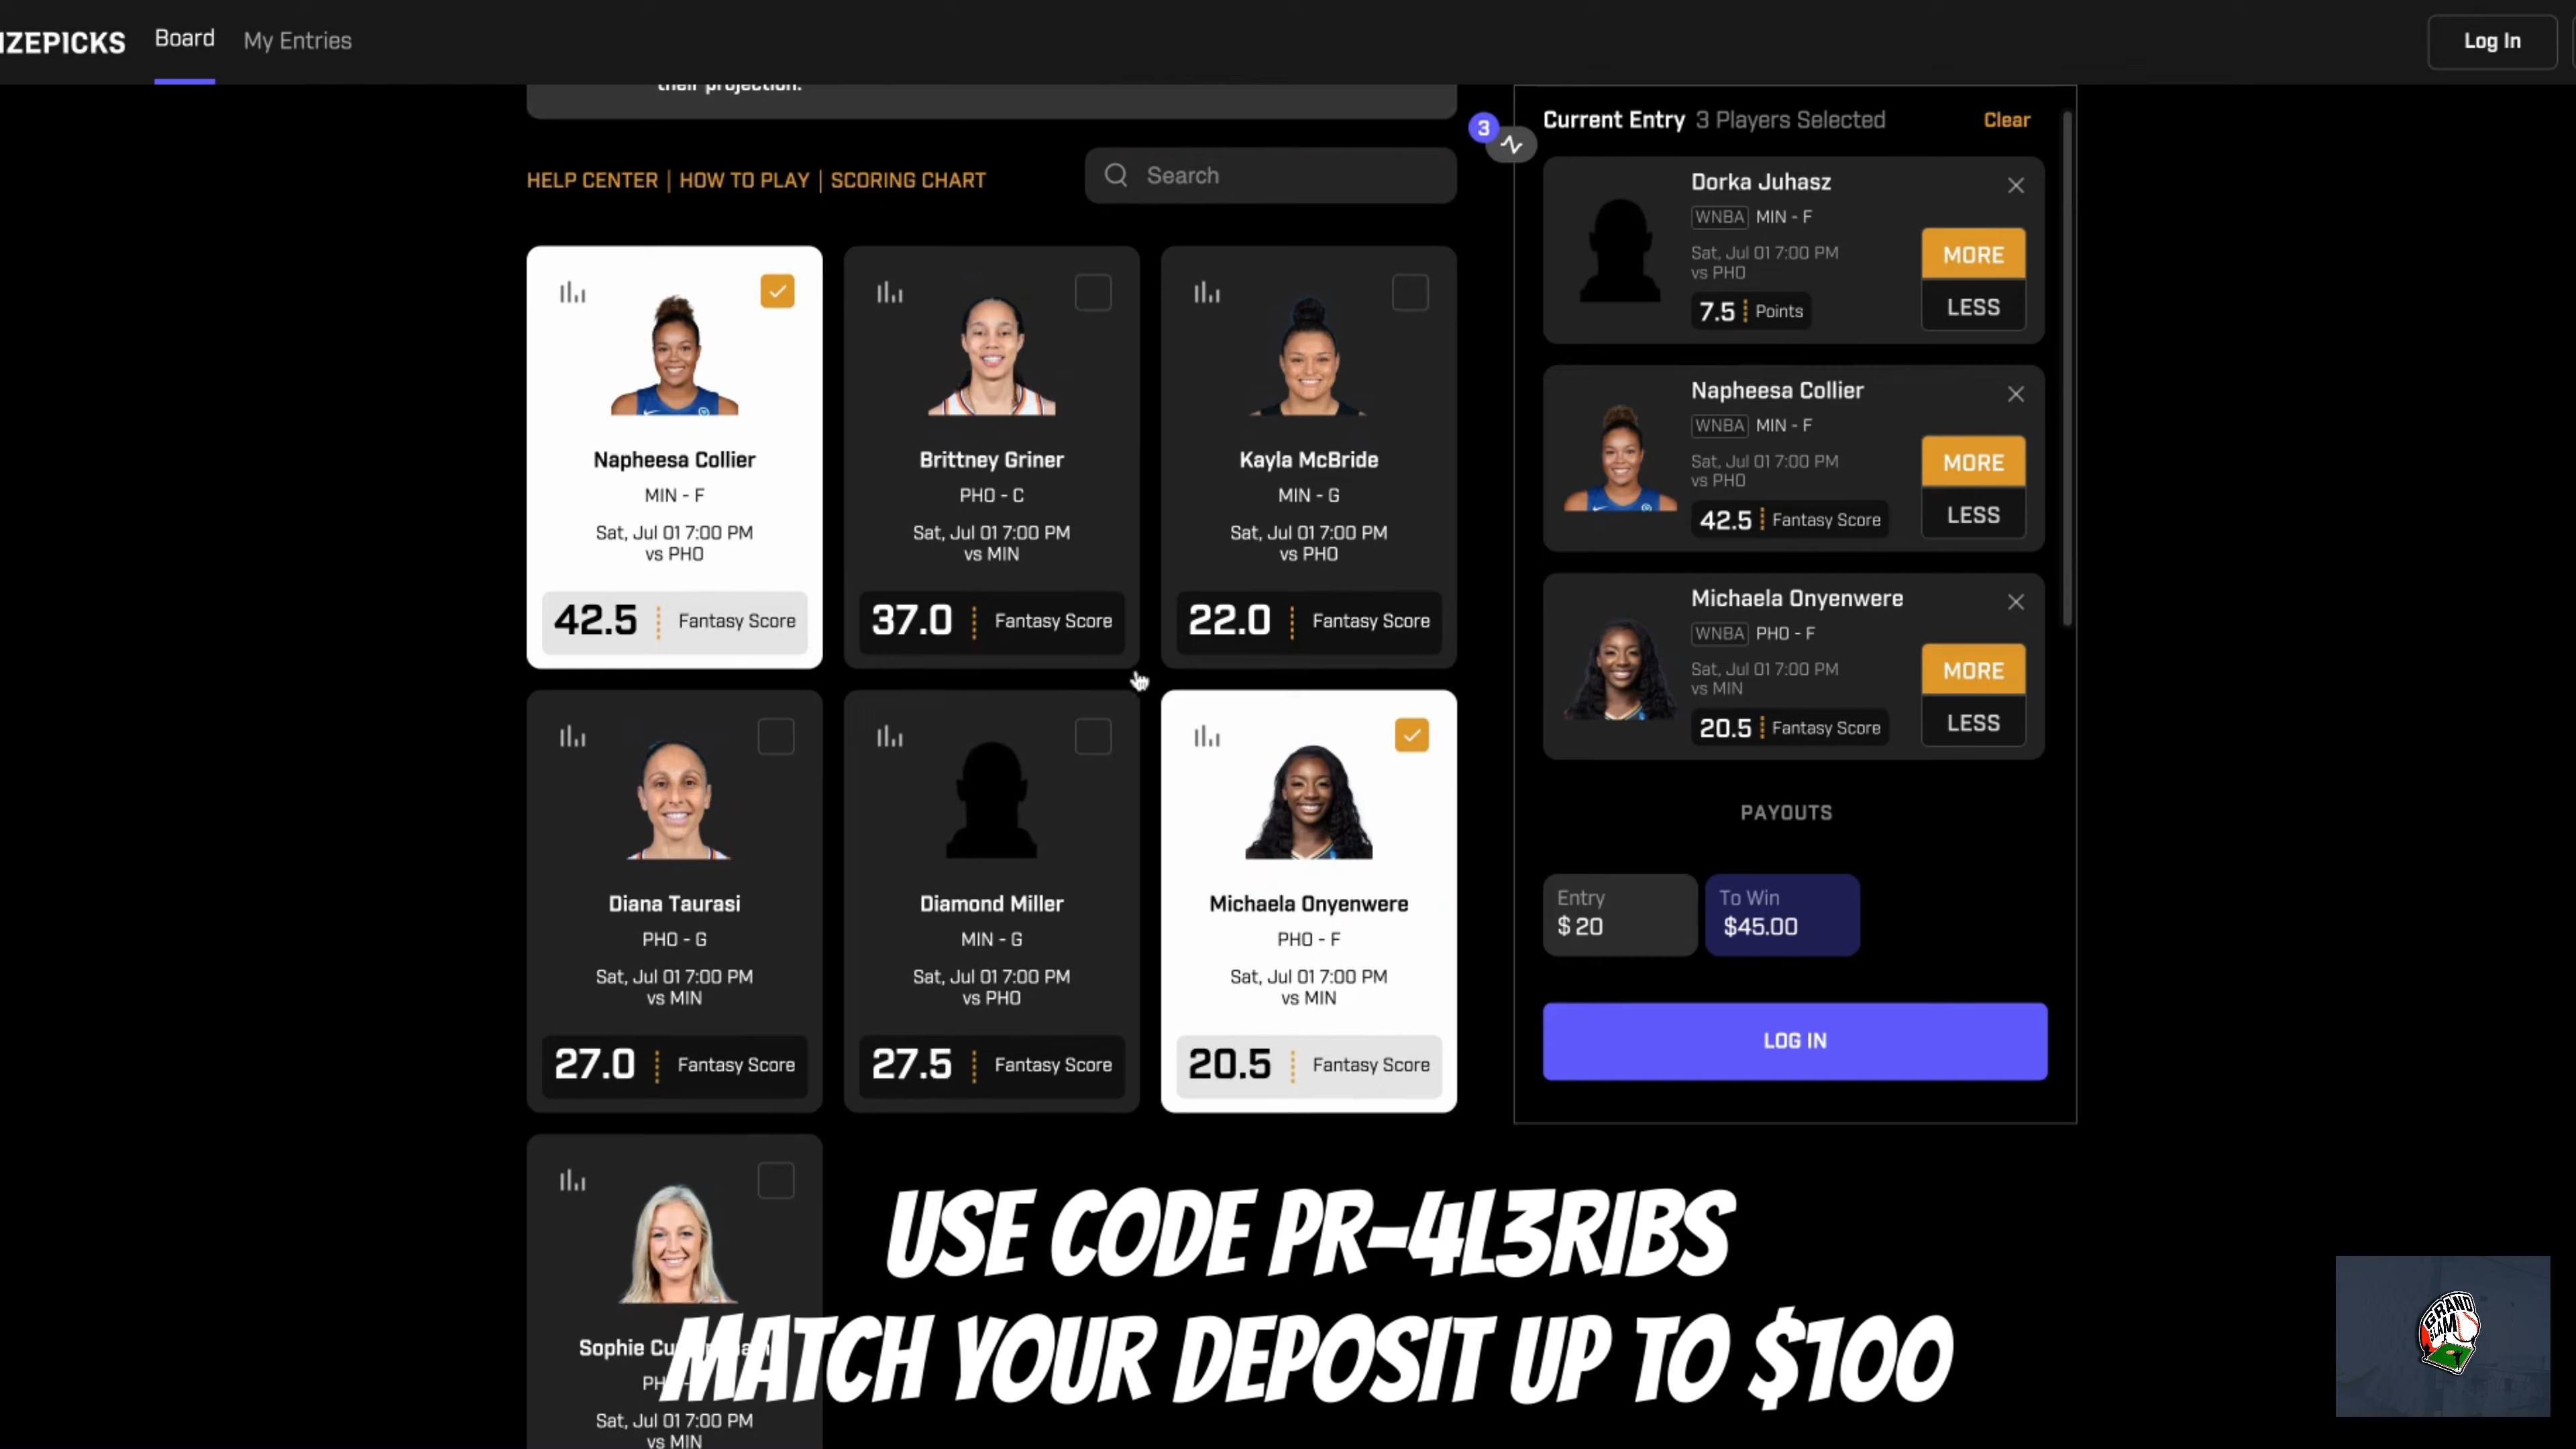 IZEPICKS
Board
My Entries
Log In
their projection.
HELP CENTER | HOW TO PLAY | SCORING CHART
Search
Napheesa Collier
MIN - F
Sat, Jul 01 7:00 PM
vs PHO
42.5 Fantasy Score
Brittney Griner
PHO - C
Sat, Jul 01 7:00 PM
vs MIN
37.0 Fantasy Score
Kayla McBride
MIN - G
Sat, Jul 01 7:00 PM
vs PHO
22.0 Fantasy Score
Diana Taurasi
PHO - G
Sat, Jul 01 7:00 PM
vs MIN
27.0 Fantasy Score
Diamond Miller
MIN - G
Sat, Jul 01 7:00 PM
vs PHO
27.5 Fantasy Score
Michaela Onyenwere
PHO - F
Sat, Jul 01 7:00 PM
vs MIN
20.5 Fantasy Score
Sophie
Sat, Jul 01 7:00 PM
vs MIN
3
Current Entry 3 Players Selected
Clear
Dorka Juhasz
WNBA MIN - F
Sat, Jul 01 7:00 PM
vs PHO
7.5 Points
MORE
LESS
Napheesa Collier
WNBA MIN - F
Sat, Jul 01 7:00 PM
vs PHO
42.5 Fantasy Score
MORE
LESS
Michaela Onyenwere
WNBA PHO - F
Sat, Jul 01 7:00 PM
vs MIN
20.5 Fantasy Score
MORE
LESS
PAYOUTS
Entry
$ 20
To Win
$45.00
LOG IN
USE CODE PR-4L3RIBS
MATCH YOUR DEPOSIT UP TO $100
GRAND
SLAM